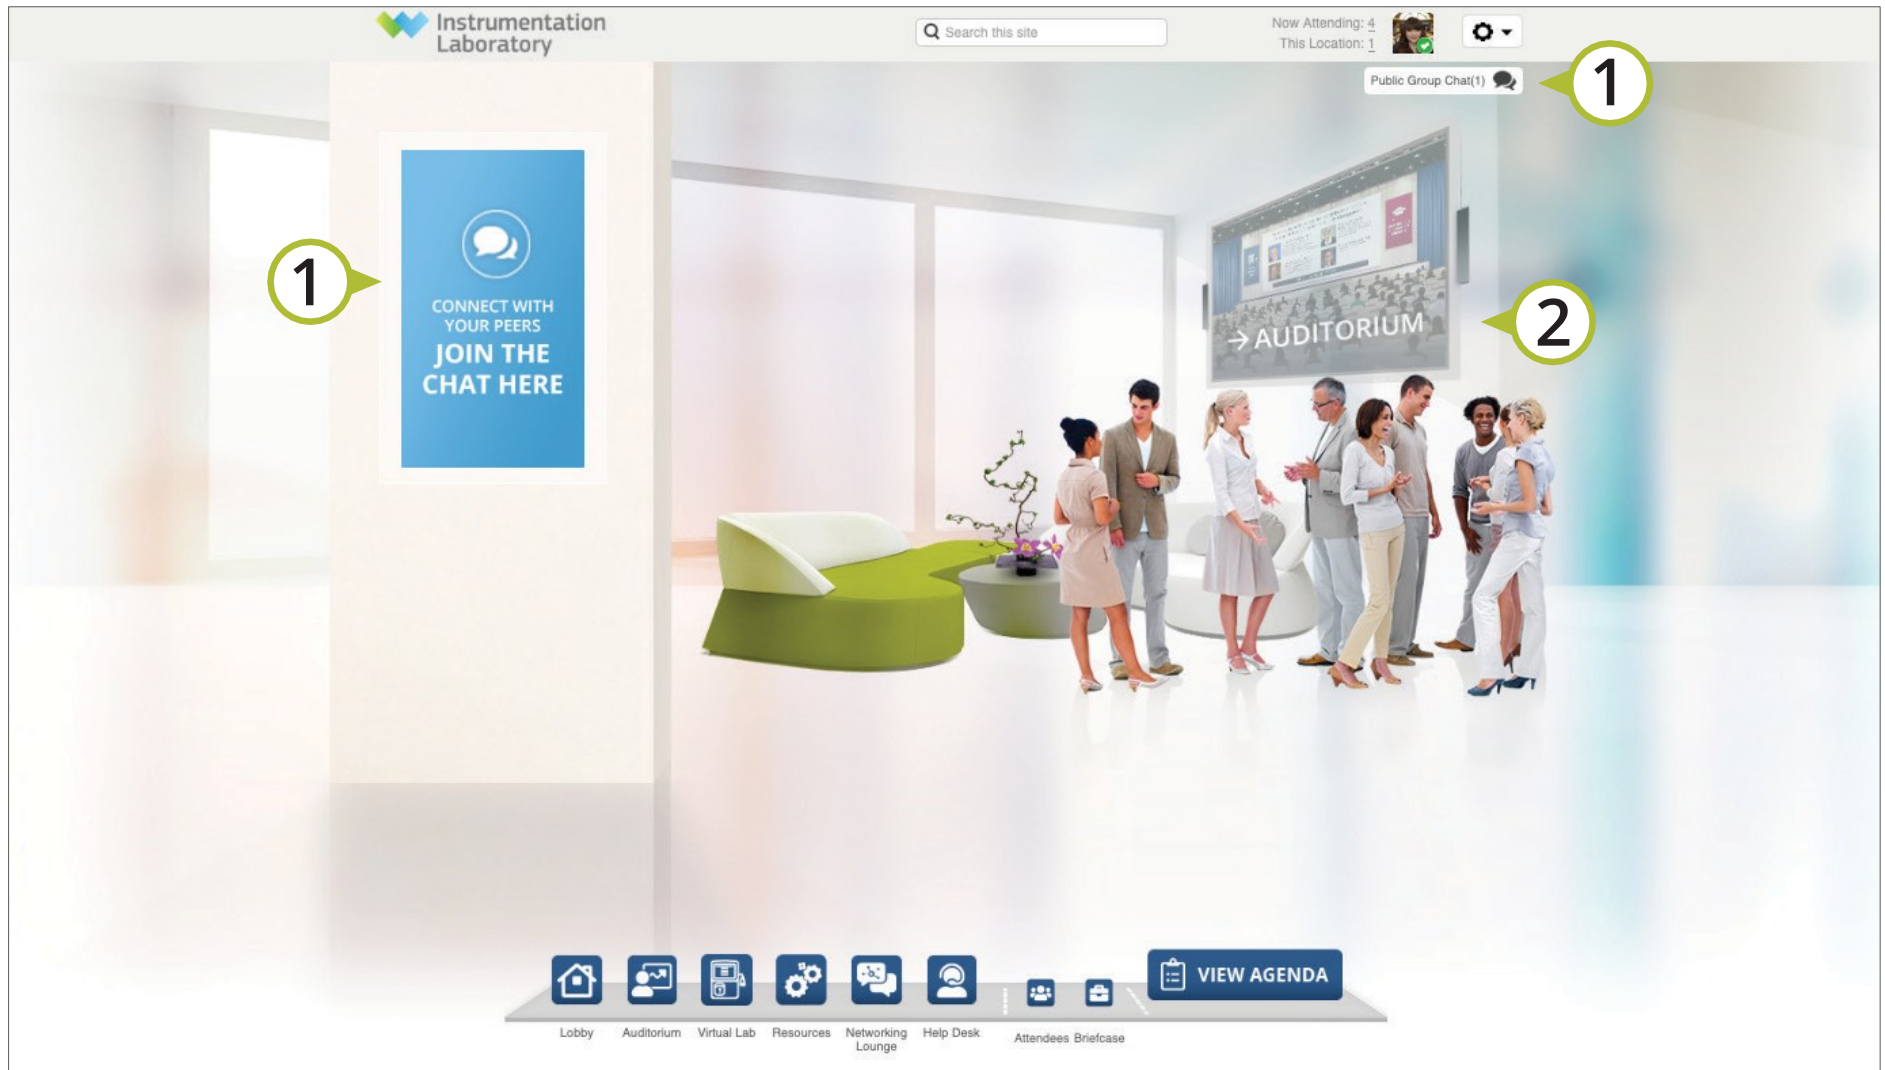 Instrumentation
Laboratory
Search this site
Now Attending: 4
This Location: 1
Public Group Chat(1)
1
1
CONNECT WITH
YOUR PEERS
JOIN THE
CHAT HERE
→ AUDITORIUM
2
VIEW AGENDA
Lobby
Auditorium
Virtual Lab
Resources
Networking
Lounge
Help Desk
Attendees
Briefcase